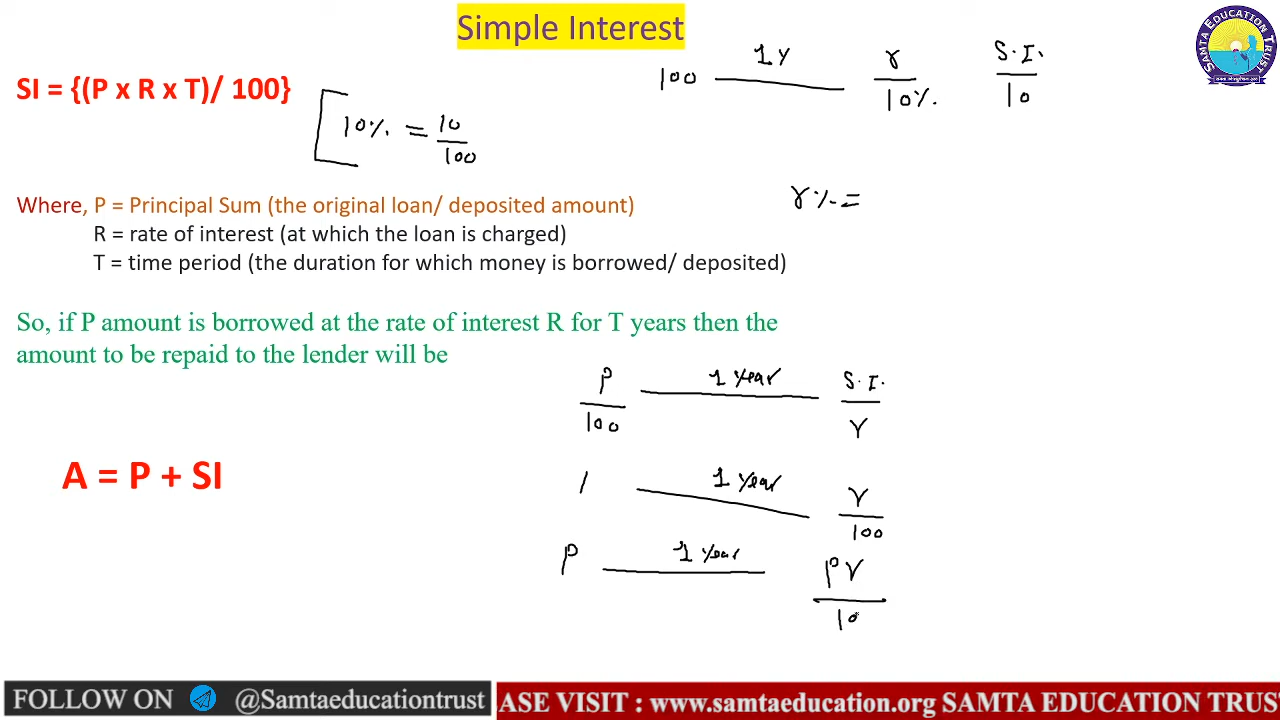 Simple Interest
SI = {(P x R x T)/ 100}
100 1Y r S.I.
10% 10
10% = 10
100
r% =
Where, P = Principal Sum (the original loan/ deposited amount)
R = rate of interest (at which the loan is charged)
T = time period (the duration for which money is borrowed/ deposited)
So, if P amount is borrowed at the rate of interest R for T years then the
amount to be repaid to the lender will be
P 1 year S.I.
100 r
A = P + SI
1 1 year r
100
P 1 year Pr
10
SAMTA EDUCATION TRUST
FOLLOW ON @Samtaeducationtrust ASE VISIT : www.samtaeducation.org SAMTA EDUCATION TRUS